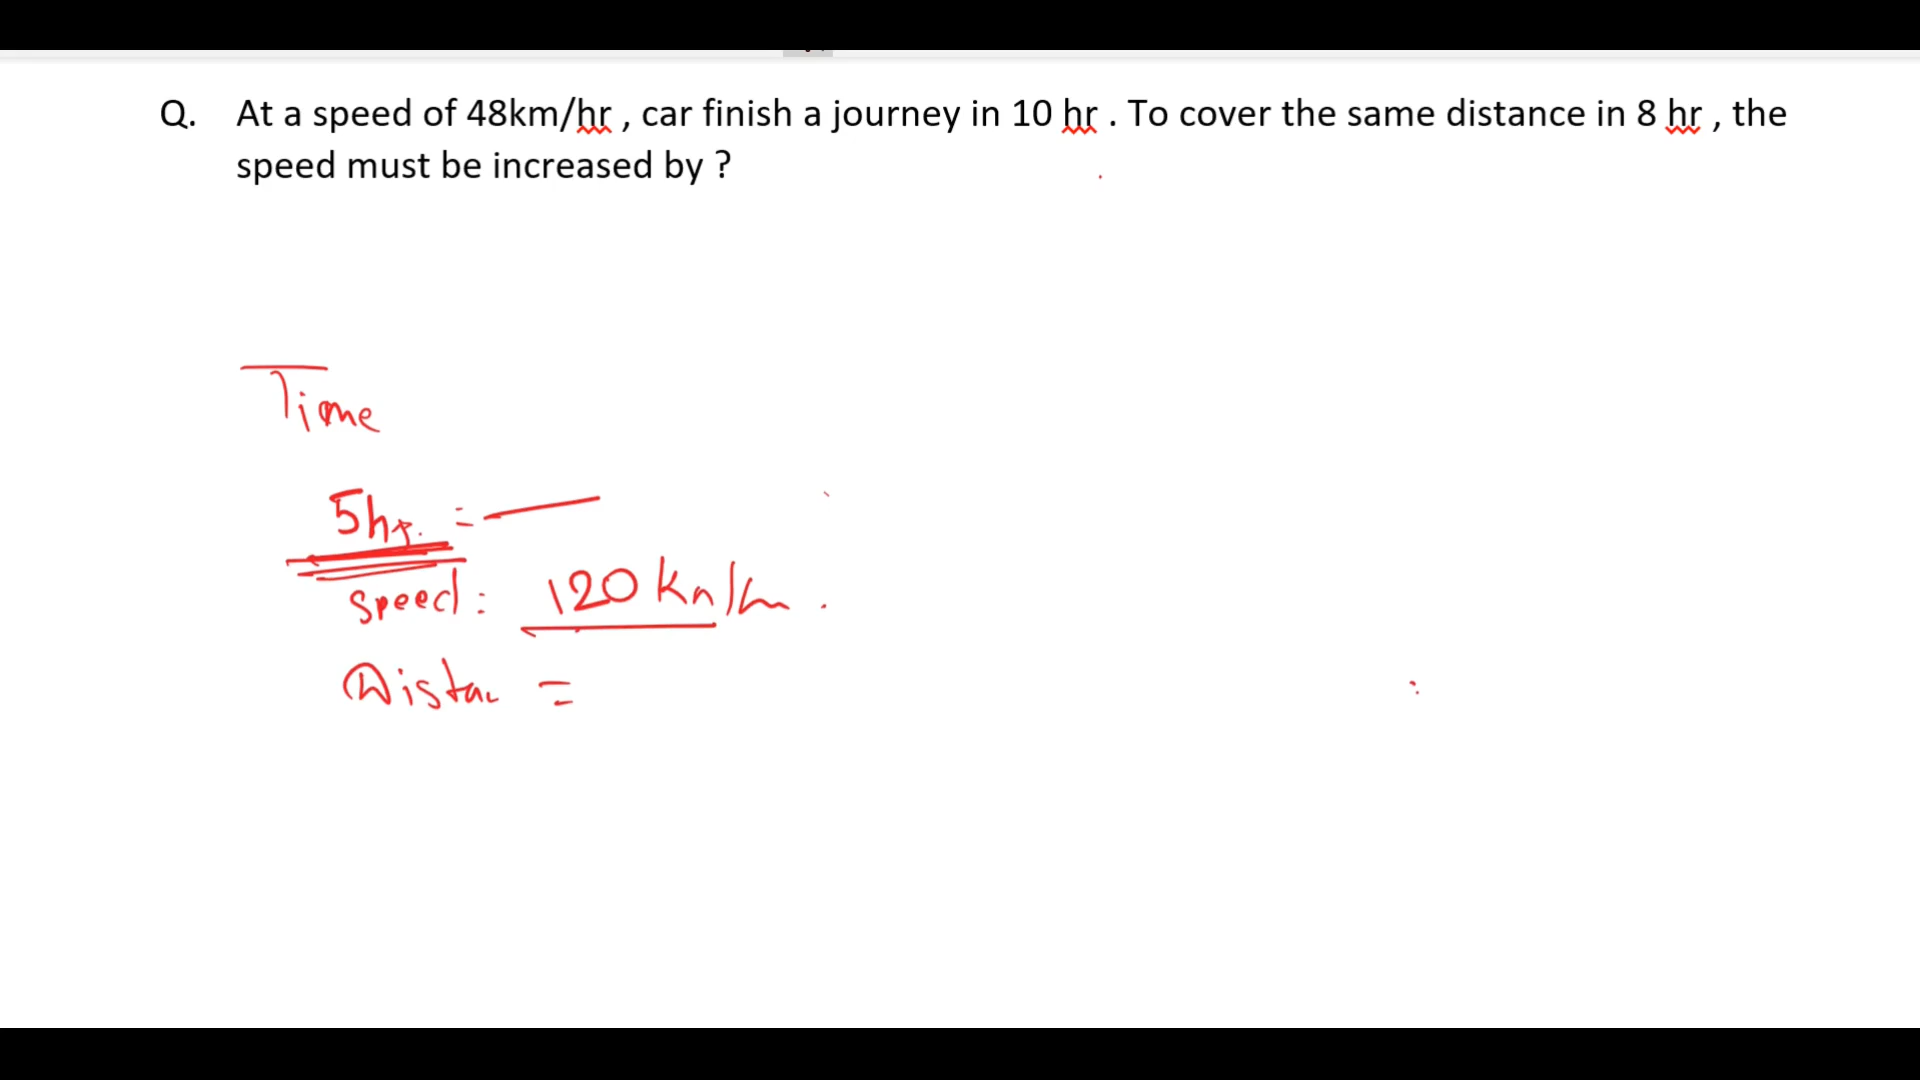 Q. At a speed of 48km/hr , car finish a journey in 10 hr . To cover the same distance in 8 hr , the
speed must be increased by ?
Time
5hr. =
Speed : 120 Km/hr .
Distan =